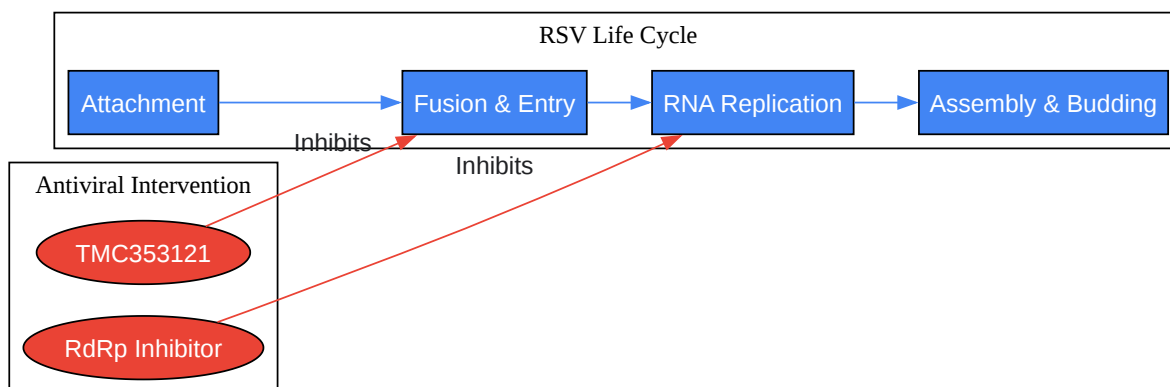 RSV Life Cycle
Attachment
Fusion & Entry
RNA Replication
Assembly & Budding
Inhibits
Inhibits
Antiviral Intervention
TMC353121
RdRp Inhibitor